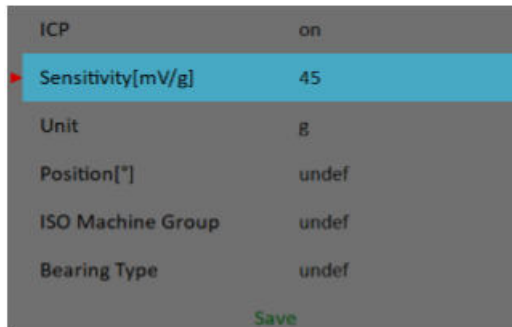 ICP on
Sensitivity[mV/g] 45
Unit g
Position[°] undef
ISO Machine Group undef
Bearing Type undef
Save